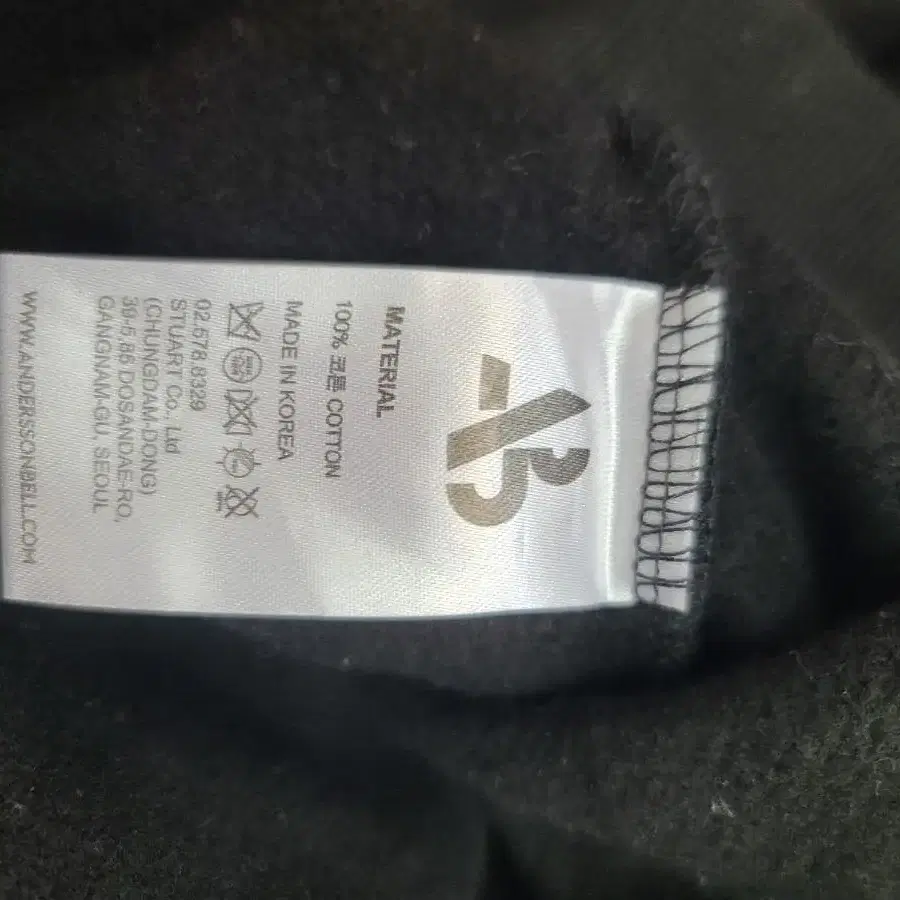 MATERIAL
100% 코튼 COTTON
MADE IN KOREA
02.578.8329
STUART Co., Ltd
(CHUNGDAM-DONG)
39-5,85 DOSANDAE-RO,
GANGNAM-GU, SEOUL
WWW.ANDERSSONBELL.COM